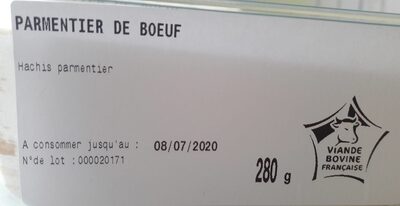 PARMENTIER DE BOEUF
Hachis parmentier
A consommer jusqu'au : 08/07/2020
N°de lot : 000020171
280 g
VIANDE
BOVINE
FRANÇAISE